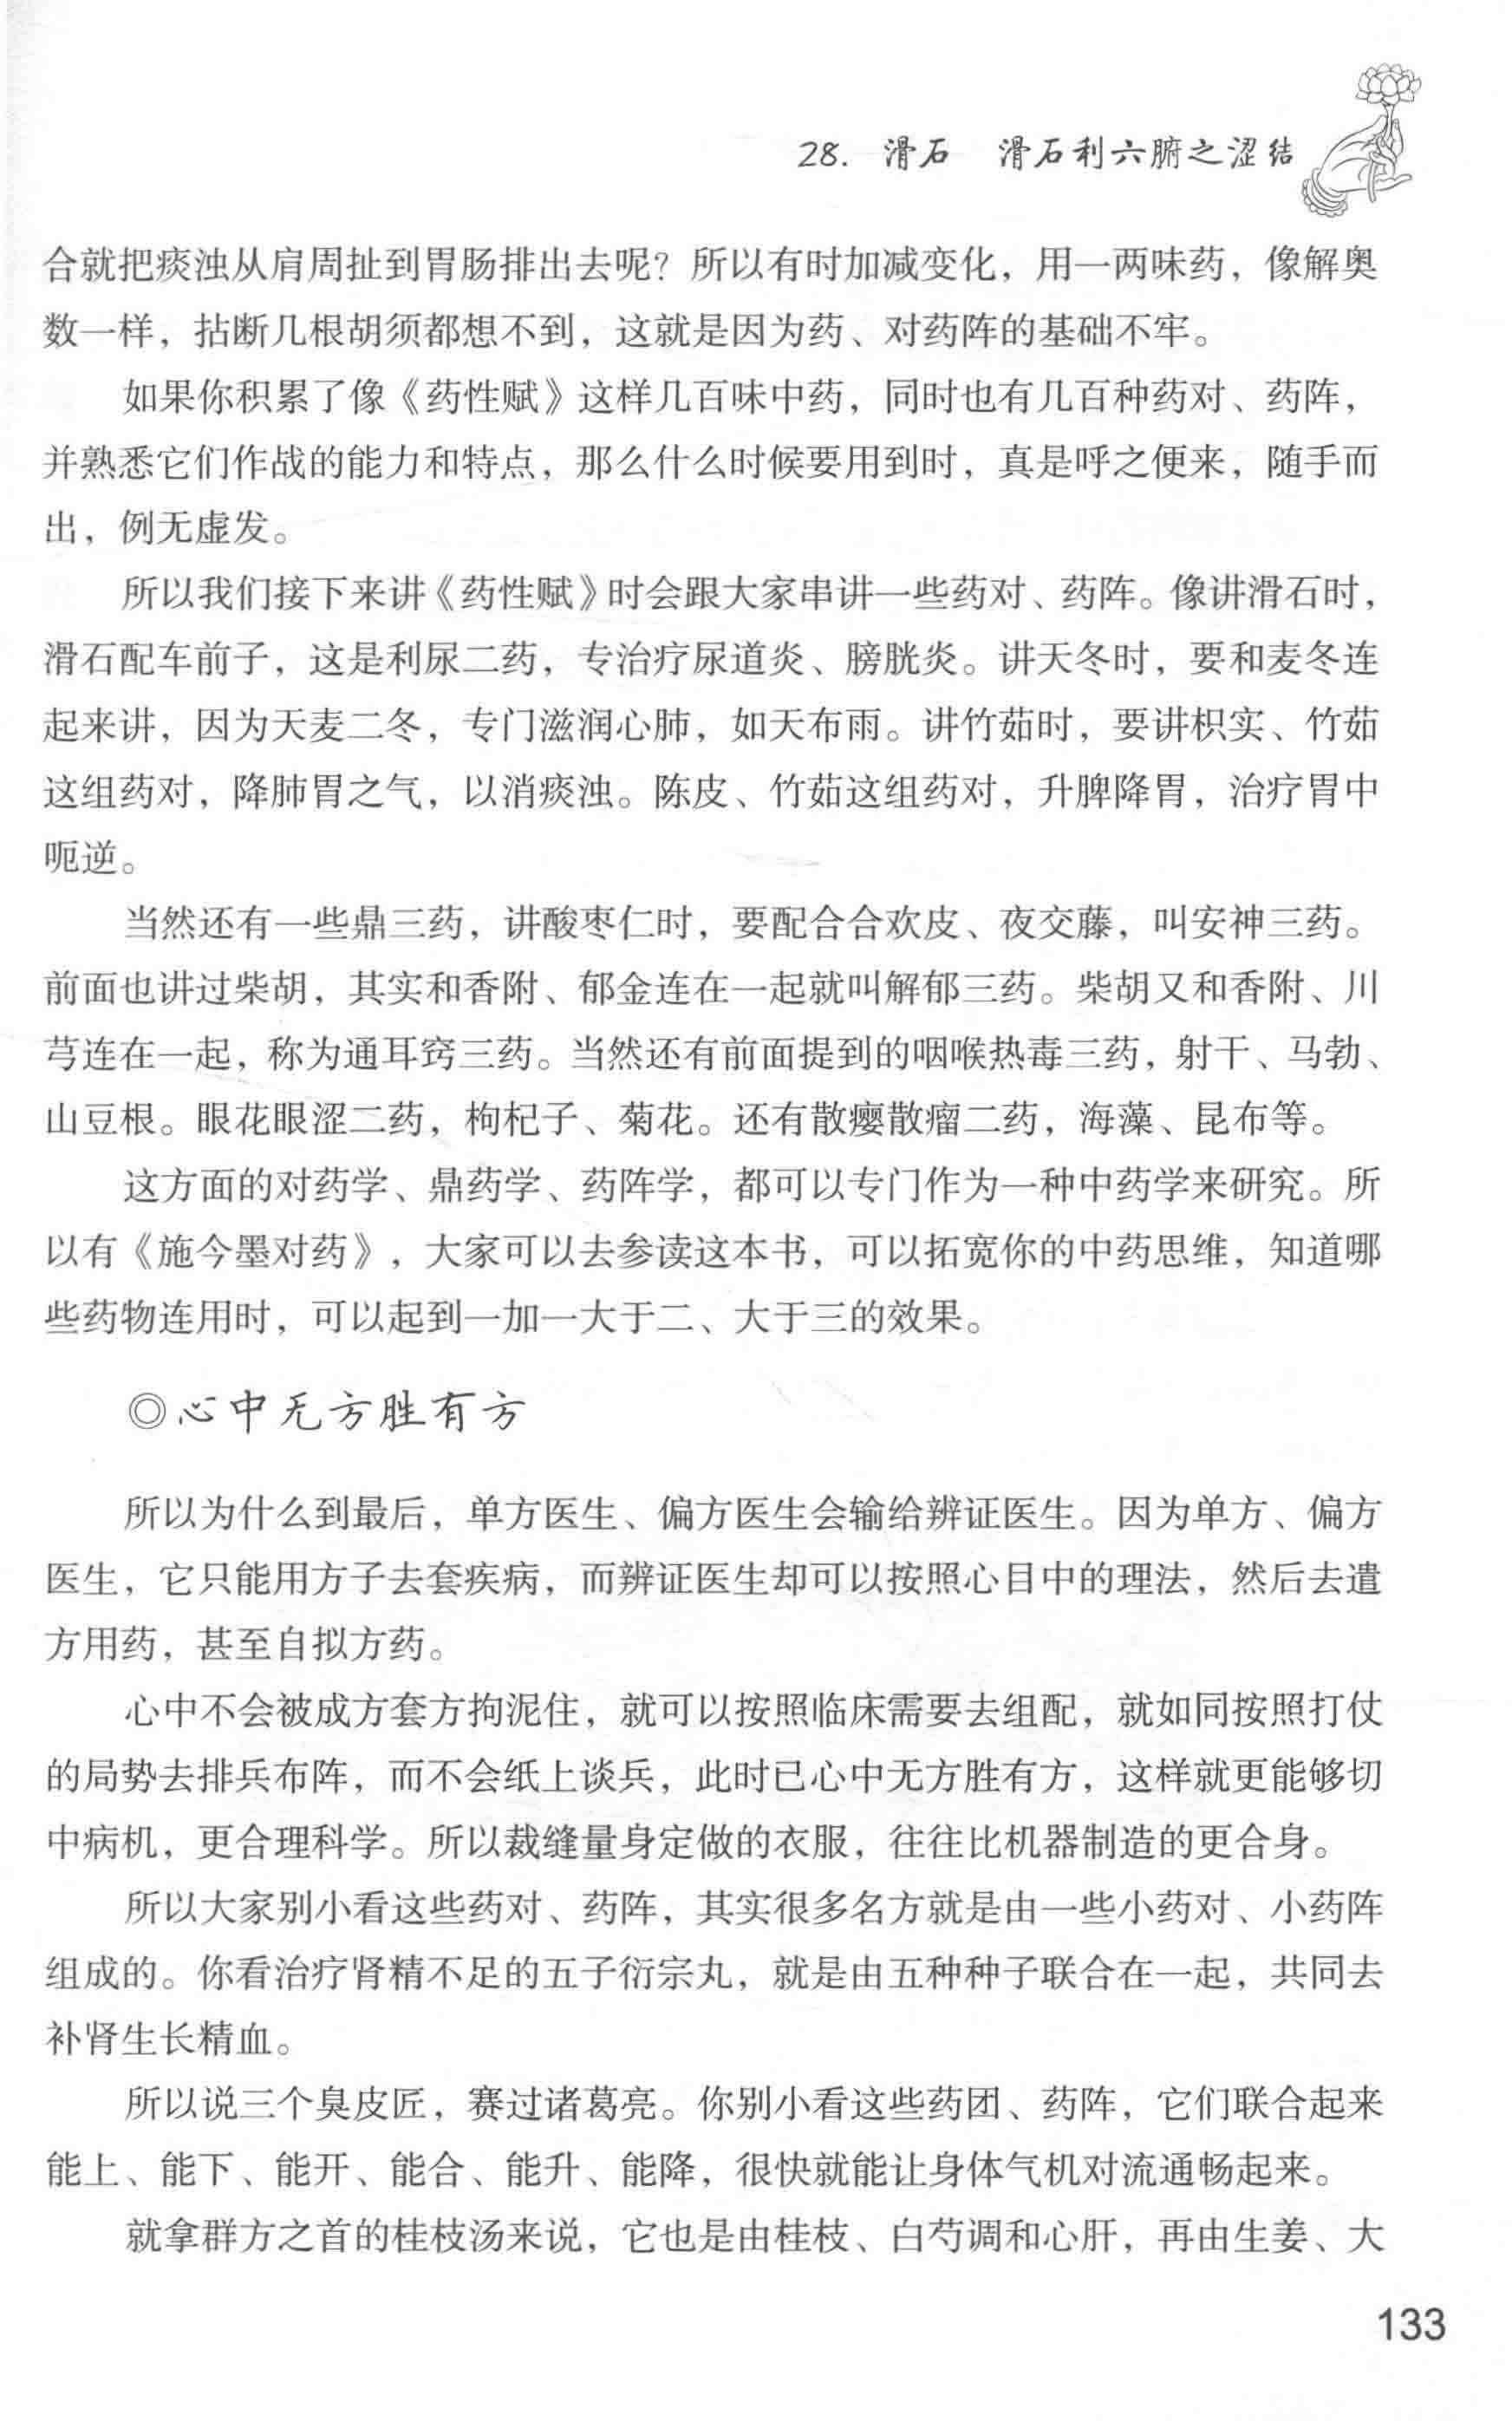 28. 滑石　滑石利六腑之涩结
合就把痰浊从肩周扯到胃肠排出去呢？所以有时加减变化，用一两味药，像解奥
数一样，拈断几根胡须都想不到，这就是因为药、对药阵的基础不牢。
如果你积累了像《药性赋》这样几百味中药，同时也有几百种药对、药阵，
并熟悉它们作战的能力和特点，那么什么时候要用到时，真是呼之便来，随手而
出，例无虚发。
所以我们接下来讲《药性赋》时会跟大家串讲一些药对、药阵。像讲滑石时，
滑石配车前子，这是利尿二药，专治疗尿道炎、膀胱炎。讲天冬时，要和麦冬连
起来讲，因为天麦二冬，专门滋润心肺，如天布雨。讲竹茹时，要讲枳实、竹茹
这组药对，降肺胃之气，以消痰浊。陈皮、竹茹这组药对，升脾降胃，治疗胃中
呃逆。
当然还有一些鼎三药，讲酸枣仁时，要配合合欢皮、夜交藤，叫安神三药。
前面也讲过柴胡，其实和香附、郁金连在一起就叫解郁三药。柴胡又和香附、川
芎连在一起，称为通耳窍三药。当然还有前面提到的咽喉热毒三药，射干、马勃、
山豆根。眼花眼涩二药，枸杞子、菊花。还有散瘿散瘤二药，海藻、昆布等。
这方面的对药学、鼎药学、药阵学，都可以专门作为一种中药学来研究。所
以有《施今墨对药》，大家可以去参读这本书，可以拓宽你的中药思维，知道哪
些药物连用时，可以起到一加一大于二、大于三的效果。
◎心中无方胜有方
所以为什么到最后，单方医生、偏方医生会输给辨证医生。因为单方、偏方
医生，它只能用方子去套疾病，而辨证医生却可以按照心目中的理法，然后去遣
方用药，甚至自拟方药。
心中不会被成方套方拘泥住，就可以按照临床需要去组配，就如同按照打仗
的局势去排兵布阵，而不会纸上谈兵，此时已心中无方胜有方，这样就更能够切
中病机，更合理科学。所以裁缝量身定做的衣服，往往比机器制造的更合身。
所以大家别小看这些药对、药阵，其实很多名方就是由一些小药对、小药阵
组成的。你看治疗肾精不足的五子衍宗丸，就是由五种种子联合在一起，共同去
补肾生长精血。
所以说三个臭皮匠，赛过诸葛亮。你别小看这些药团、药阵，它们联合起来
能上、能下、能开、能合、能升、能降，很快就能让身体气机对流通畅起来。
就拿群方之首的桂枝汤来说，它也是由桂枝、白芍调和心肝，再由生姜、大
133